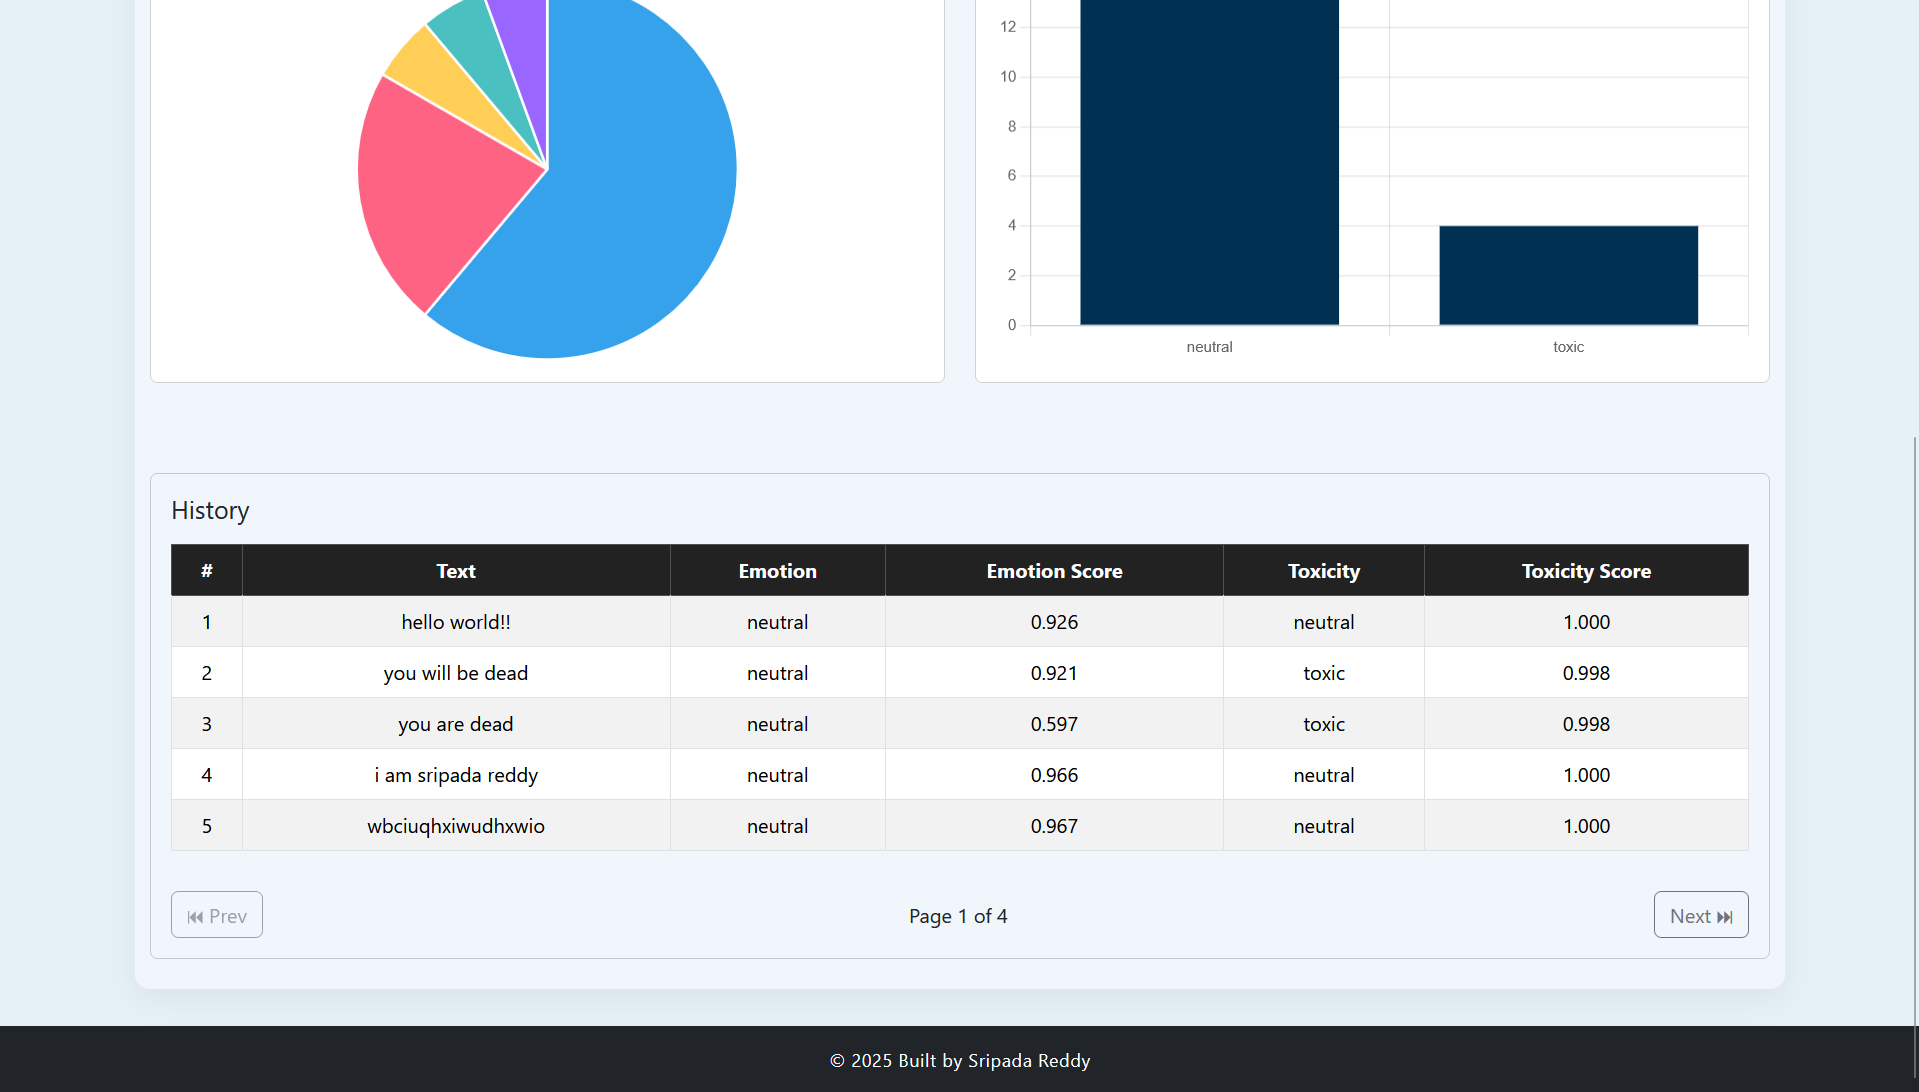 12
10
8
6
4
2
0
neutral toxic
History
# Text Emotion Emotion Score Toxicity Toxicity Score
1 hello world!! neutral 0.926 neutral 1.000
2 you will be dead neutral 0.921 toxic 0.998
3 you are dead neutral 0.597 toxic 0.998
4 i am sripada reddy neutral 0.966 neutral 1.000
5 wbciuqhxiwudhxwio neutral 0.967 neutral 1.000
⏮ Prev Page 1 of 4 Next ⏭
© 2025 Built by Sripada Reddy